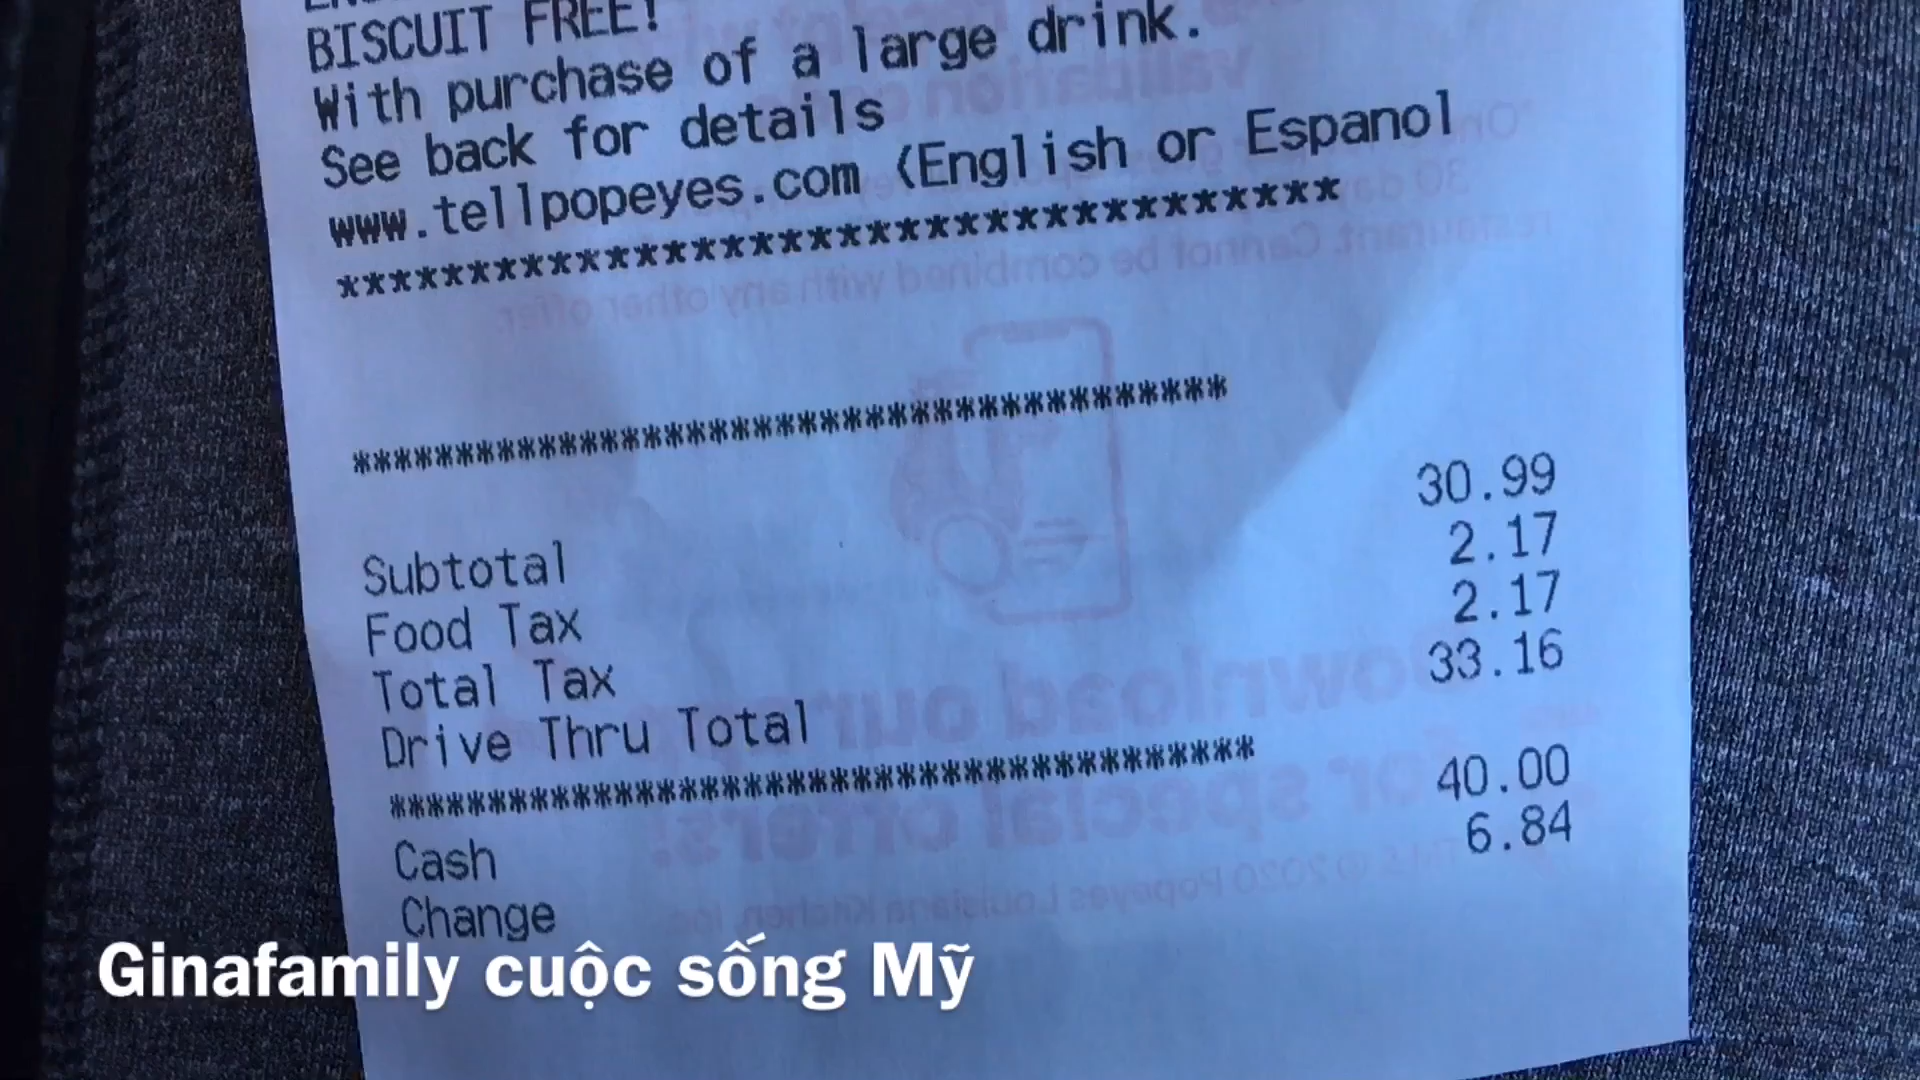 BISCUIT FREE!
With purchase of a large drink.
See back for details
www.tellpopeyes.com (English or Espanol
******************************************
******************************************
Subtotal 30.99
Food Tax 2.17
Total Tax 2.17
Drive Thru Total 33.16
******************************************
Cash 40.00
Change 6.84
Ginafamily cuộc sống Mỹ